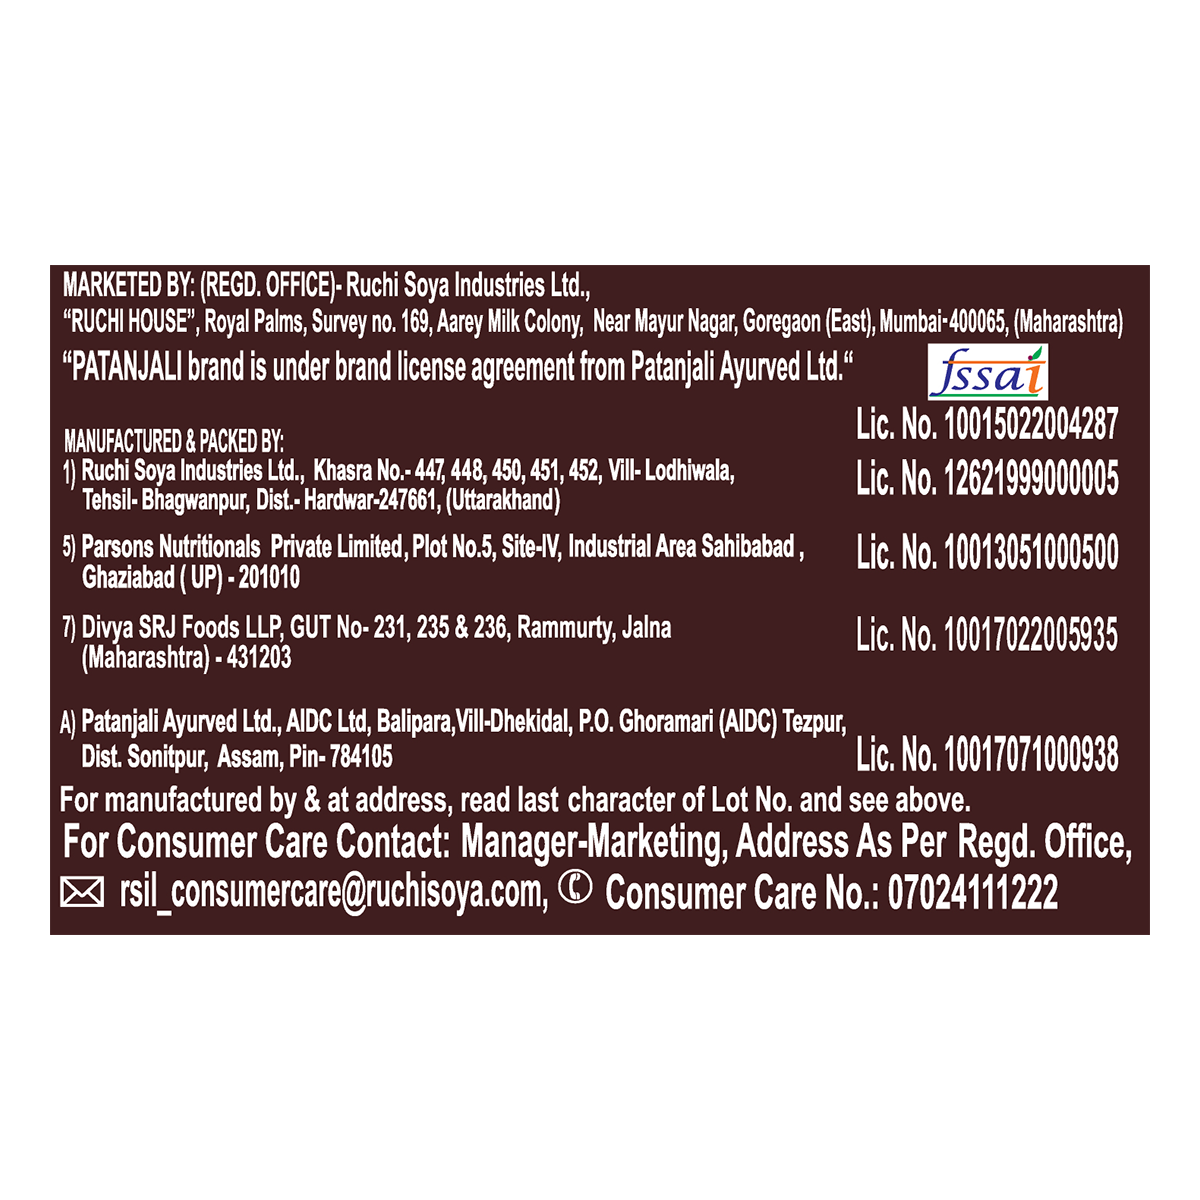 MARKETED BY: (REGD. OFFICE)- Ruchi Soya Industries Ltd.,
“RUCHI HOUSE”, Royal Palms, Survey no. 169, Aarey Milk Colony, Near Mayur Nagar, Goregaon (East), Mumbai-400065, (Maharashtra)
“PATANJALI brand is under brand license agreement from Patanjali Ayurved Ltd.“
fssai
Lic. No. 10015022004287
MANUFACTURED & PACKED BY:
1) Ruchi Soya Industries Ltd., Khasra No.- 447, 448, 450, 451, 452, Vill- Lodhiwala,
Lic. No. 12621999000005
Tehsil- Bhagwanpur, Dist.- Hardwar-247661, (Uttarakhand)
5) Parsons Nutritionals Private Limited, Plot No.5, Site-IV, Industrial Area Sahibabad ,
Lic. No. 10013051000500
Ghaziabad ( UP) - 201010
7) Divya SRJ Foods LLP, GUT No- 231, 235 & 236, Rammurty, Jalna
Lic. No. 10017022005935
(Maharashtra) - 431203
A) Patanjali Ayurved Ltd., AIDC Ltd, Balipara,Vill-Dhekidal, P.O. Ghoramari (AIDC) Tezpur,
Dist. Sonitpur, Assam, Pin- 784105
Lic. No. 10017071000938
For manufactured by & at address, read last character of Lot No. and see above.
For Consumer Care Contact: Manager-Marketing, Address As Per Regd. Office,
rsil_consumercare@ruchisoya.com, Consumer Care No.: 07024111222